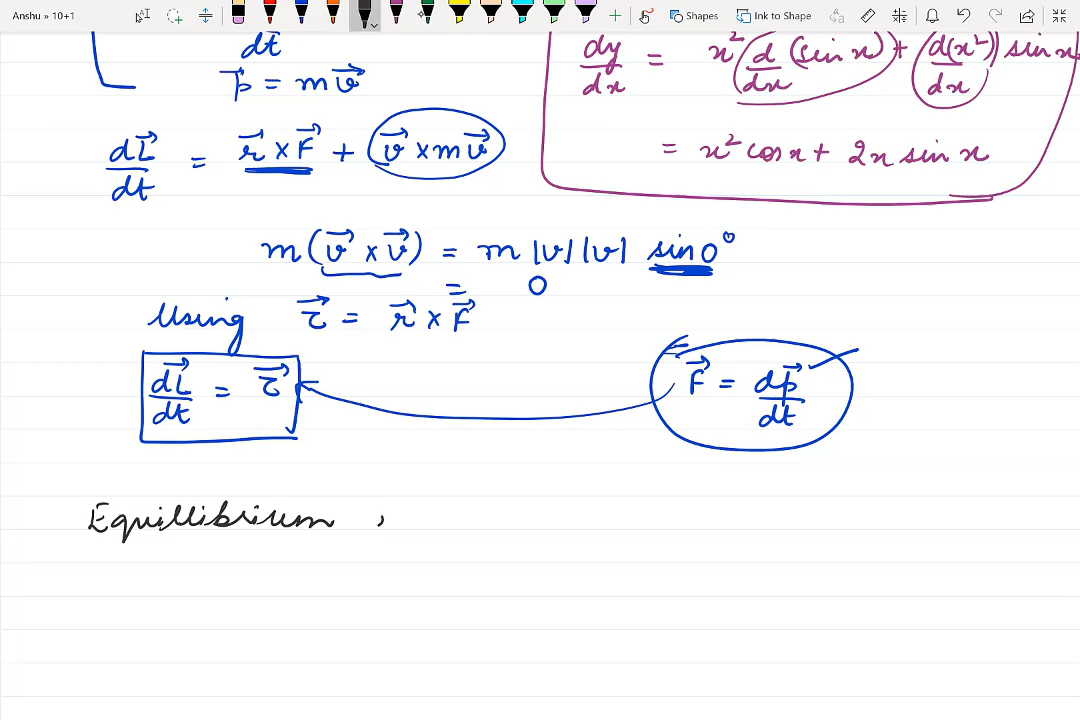 Anshu » 10+1
Shapes
Ink to Shape
dt
p⃗ = mv⃗
dL⃗/dt = r⃗ × F⃗ + v⃗ × mv⃗
dy/dx = x² d/dx (sin x) + d(x²)/dx sin x
= x² cos x + 2x sin x
m(v⃗ × v⃗) = m |v| |v| sin 0°
= 0
Using τ⃗ = r⃗ × F⃗
dL⃗/dt = τ⃗
F⃗ = dp⃗/dt
Equillibrium ,